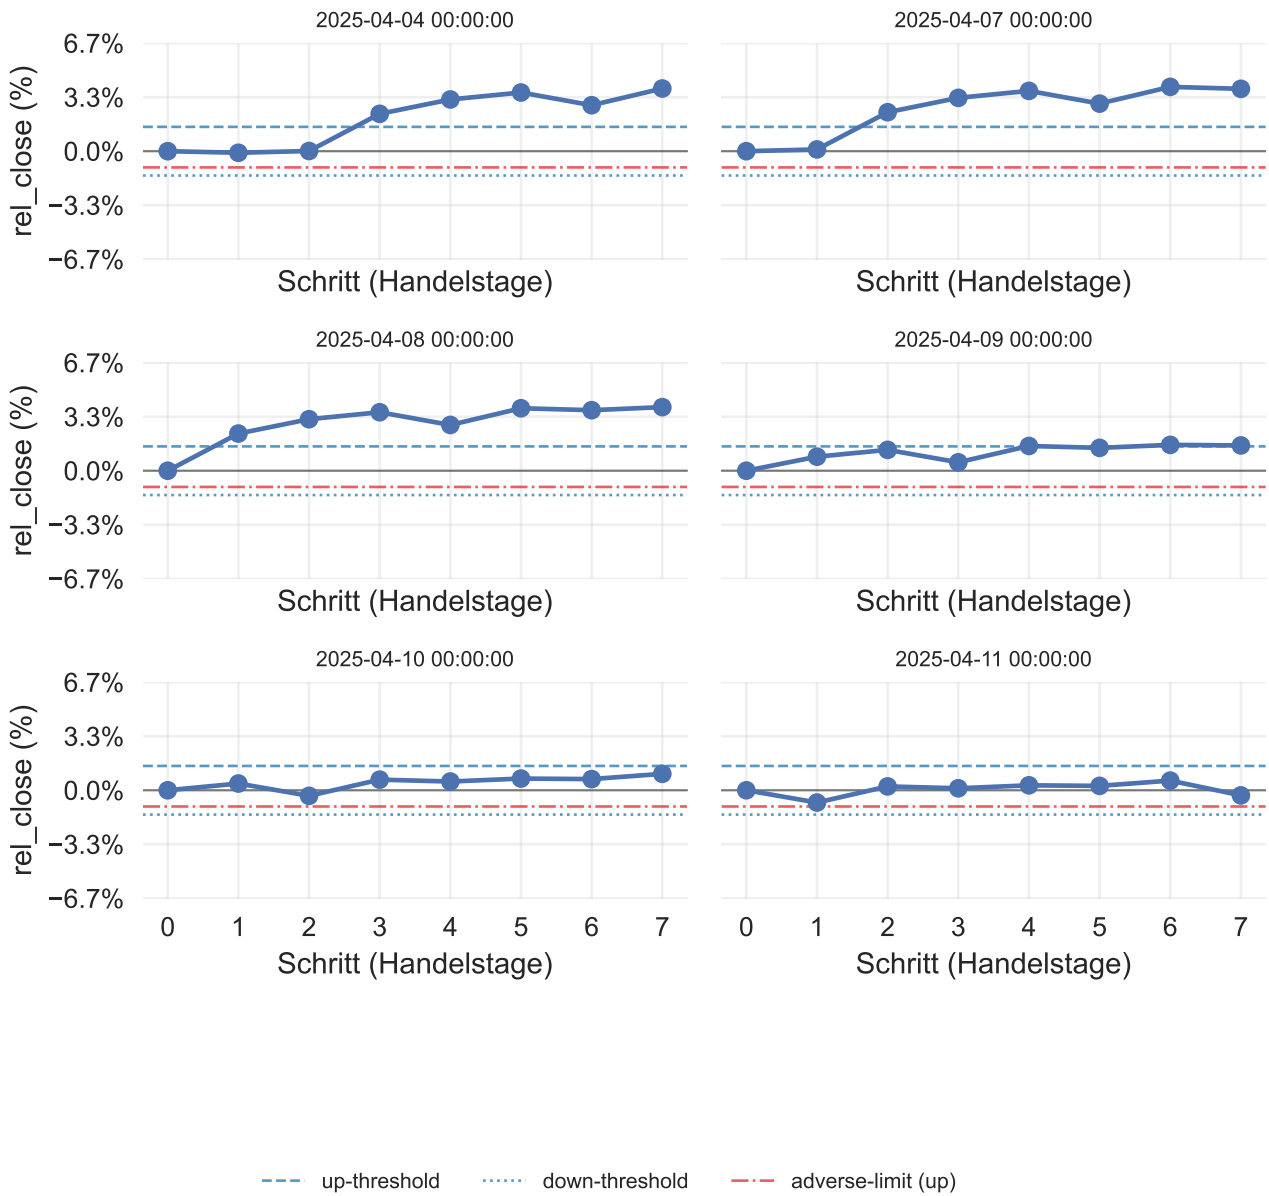 2025-04-04 00:00:00
2025-04-07 00:00:00
6.7%
3.3%
0.0%
−3.3%
−6.7%
rel_close (%)
Schritt (Handelstage)
Schritt (Handelstage)
2025-04-08 00:00:00
2025-04-09 00:00:00
6.7%
3.3%
0.0%
−3.3%
−6.7%
rel_close (%)
Schritt (Handelstage)
Schritt (Handelstage)
2025-04-10 00:00:00
2025-04-11 00:00:00
6.7%
3.3%
0.0%
−3.3%
−6.7%
rel_close (%)
0 1 2 3 4 5 6 7
0 1 2 3 4 5 6 7
Schritt (Handelstage)
Schritt (Handelstage)
up-threshold
down-threshold
adverse-limit (up)